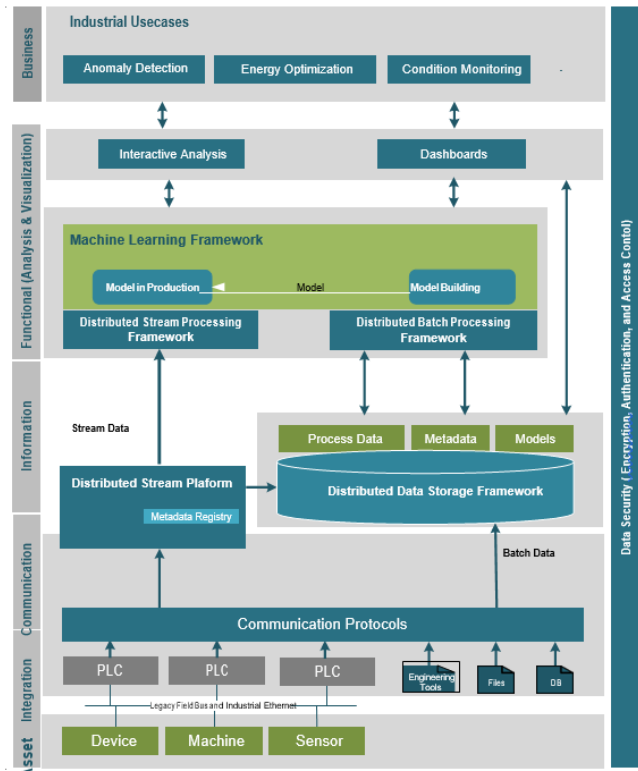 Business
Industrial Usecases
Anomaly Detection
Energy Optimization
Condition Monitoring
Functional (Analysis & Visualization)
Interactive Analysis
Dashboards
Machine Learning Framework
Model in Production
Model
Model Building
Distributed Stream Processing
Framework
Distributed Batch Processing
Framework
Information
Stream Data
Process Data
Metadata
Models
Distributed Stream Plaform
Metadata Registry
Distributed Data Storage Framework
Communication
Batch Data
Communication Protocols
Integration
PLC
PLC
PLC
Engineering
Tools
Files
DB
Legacy Field Bus and Industrial Ethernet
Asset
Device
Machine
Sensor
Data Security ( Encryption, Authentication, and Access Contol)